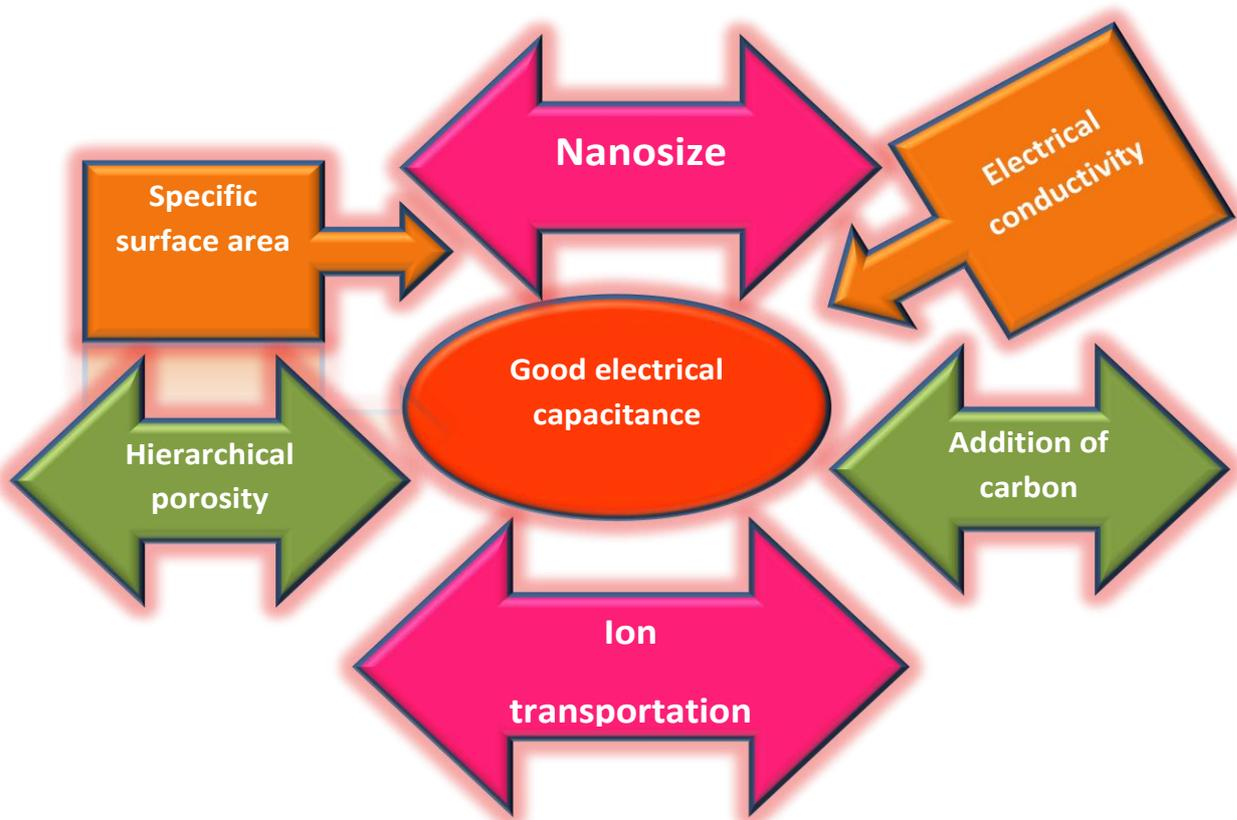 Nanosize
Electrical
conductivity
Specific
surface area
Good electrical
capacitance
Hierarchical
porosity
Addition of
carbon
Ion
transportation